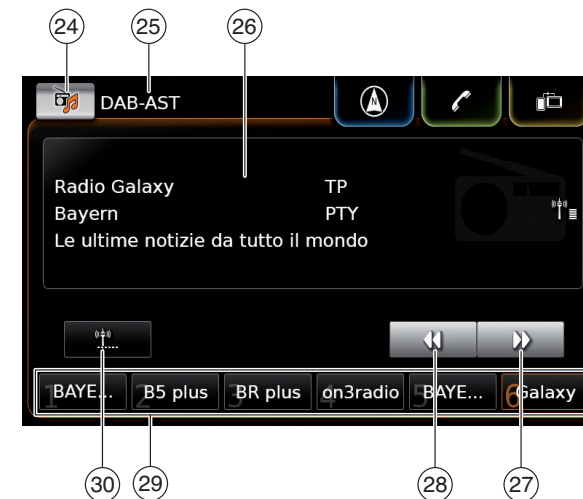 24 25 26
DAB-AST
N
Radio Galaxy TP
Bayern PTY
Le ultime notizie da tutto il mondo
1 BAYE... 2 B5 plus 3 BR plus 4 on3radio 5 BAYE... 6 Galaxy
30 29 28 27